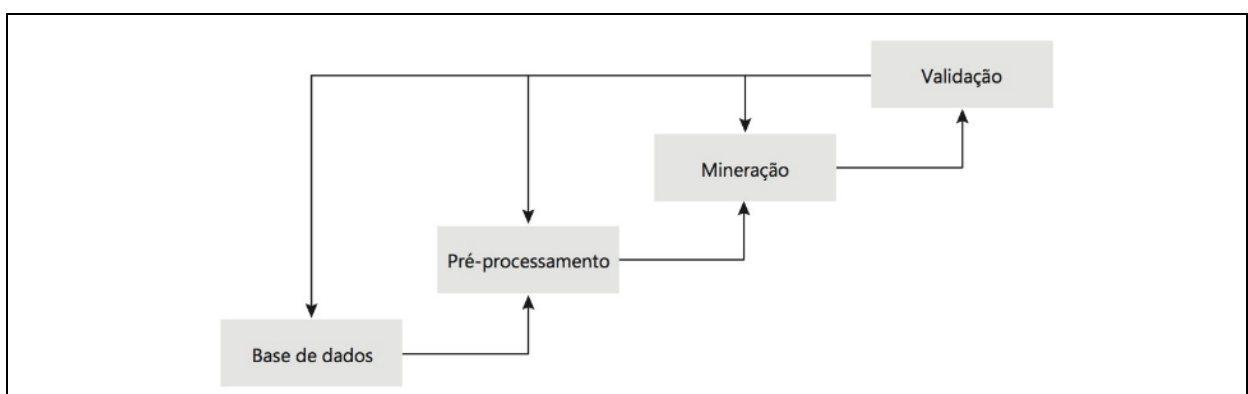 Validação
Mineração
Pré-processamento
Base de dados